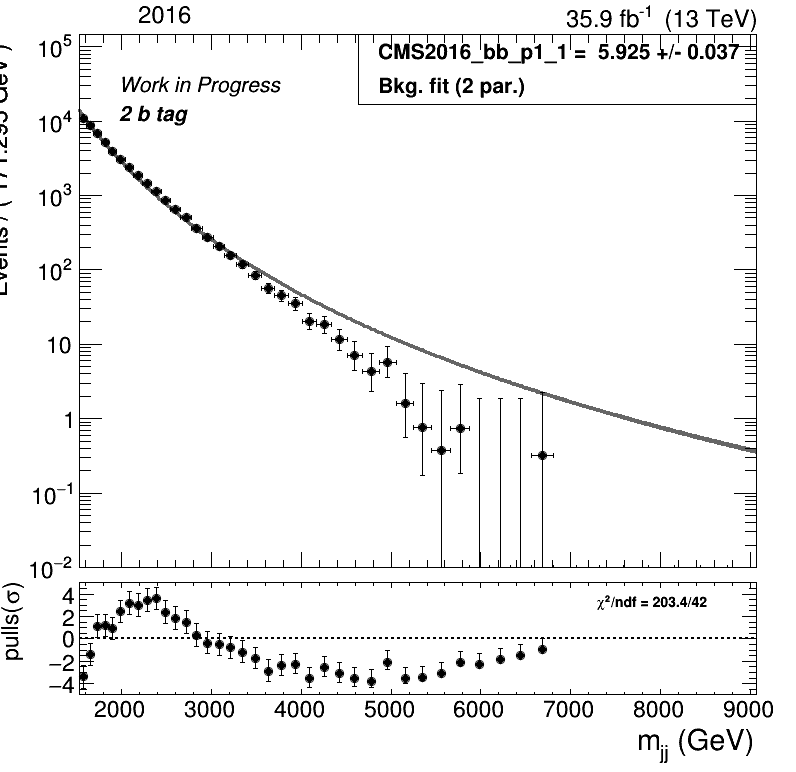 2016
35.9 fb⁻¹ (13 TeV)
CMS2016_bb_p1_1 = 5.925 +/- 0.037
Bkg. fit (2 par.)
Work in Progress
2 b tag
10⁵
10⁴
10³
10²
10
1
10⁻¹
10⁻²
Events / ( 171.295 GeV )
χ²/ndf = 203.4/42
pulls(σ)
4
2
0
−2
−4
2000 3000 4000 5000 6000 7000 8000 9000
m_jj (GeV)